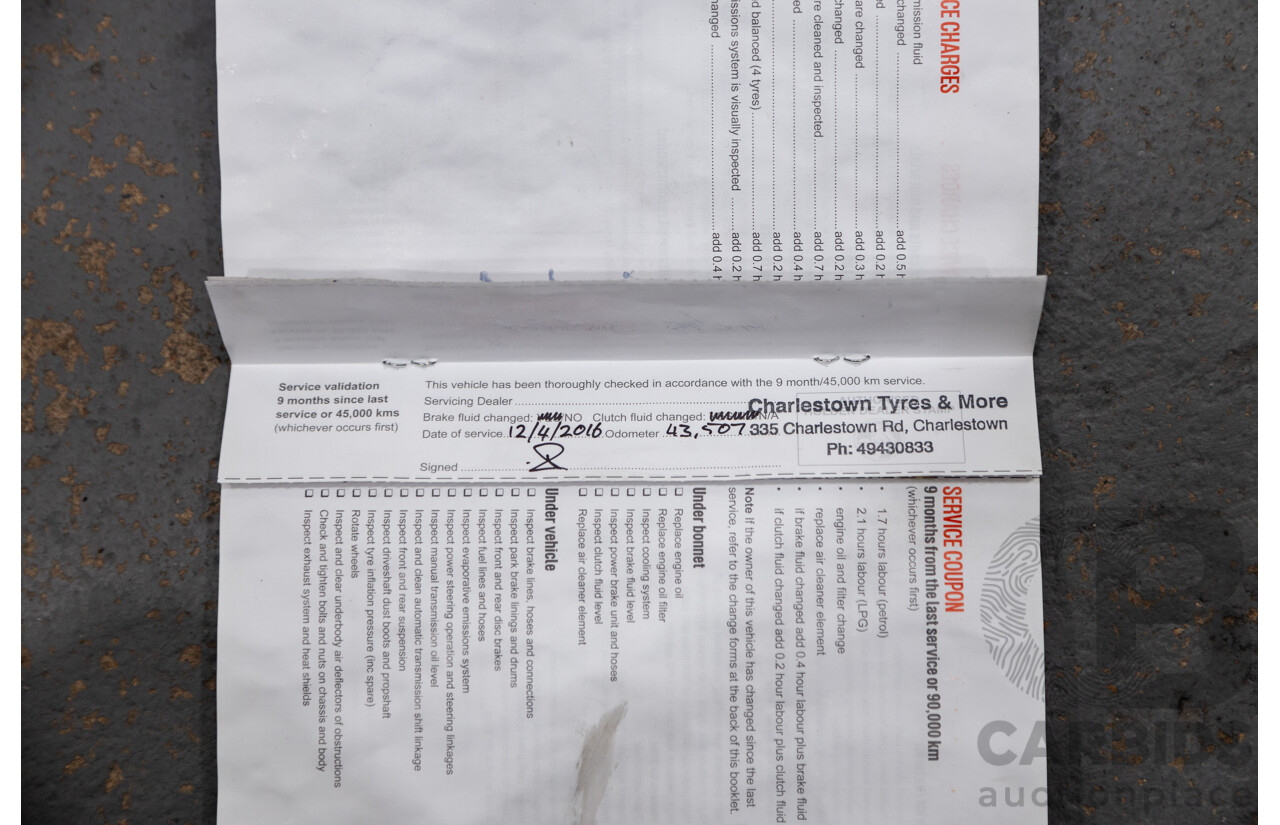 CE CHARGES
mission fluid
changed
add 0.5 h
ed
add 0.2 h
are changed
add 0.3 h
changed
add 0.2 h
re cleaned and inspected
add 0.7 h
ed
add 0.4 h
add 0.2 h
d balanced (4 tyres)
add 0.7 h
issions system is visually inspected
add 0.2 h
hanged
add 0.4 h
Service validation
9 months since last
service or 45,000 kms
(whichever occurs first)
This vehicle has been thoroughly checked in accordance with the 9 month/45,000 km service.
Servicing Dealer
Brake fluid changed: /NO Clutch fluid changed: N/A
Date of service 12/4/2016 Odometer 43,507
Signed
Charlestown Tyres & More
335 Charlestown Rd, Charlestown
Ph: 49430833
SERVICE COUPON
9 months from the last service or 90,000 km
(whichever occurs first)
• 1.7 hours labour (petrol)
• 2.1 hours labour (LPG)
• engine oil and filter change
• replace air cleaner element
• if brake fluid changed add 0.4 hour labour plus brake fluid
• if clutch fluid changed add 0.2 hour labour plus clutch fluid
Note If the owner of this vehicle has changed since the last
service, refer to the change forms at the back of this booklet.
Under bonnet
❏ Replace engine oil
❏ Replace engine oil filter
❏ Inspect cooling system
❏ Inspect brake fluid level
❏ Inspect power brake unit and hoses
❏ Inspect clutch fluid level
❏ Replace air cleaner element
Under vehicle
❏ Inspect brake lines, hoses and connections
❏ Inspect park brake linings and drums
❏ Inspect front and rear disc brakes
❏ Inspect fuel lines and hoses
❏ Inspect evaporative emissions system
❏ Inspect power steering operation and steering linkages
❏ Inspect manual transmission oil level
❏ Inspect and clean automatic transmission shift linkage
❏ Inspect front and rear suspension
❏ Inspect driveshaft dust boots and propshaft
❏ Inspect tyre inflation pressure (inc spare)
❏ Rotate wheels
❏ Inspect and clear underbody air deflectors of obstructions
❏ Check and tighten bolts and nuts on chassis and body
❏ Inspect exhaust system and heat shields
CARBIDS
auctionplace